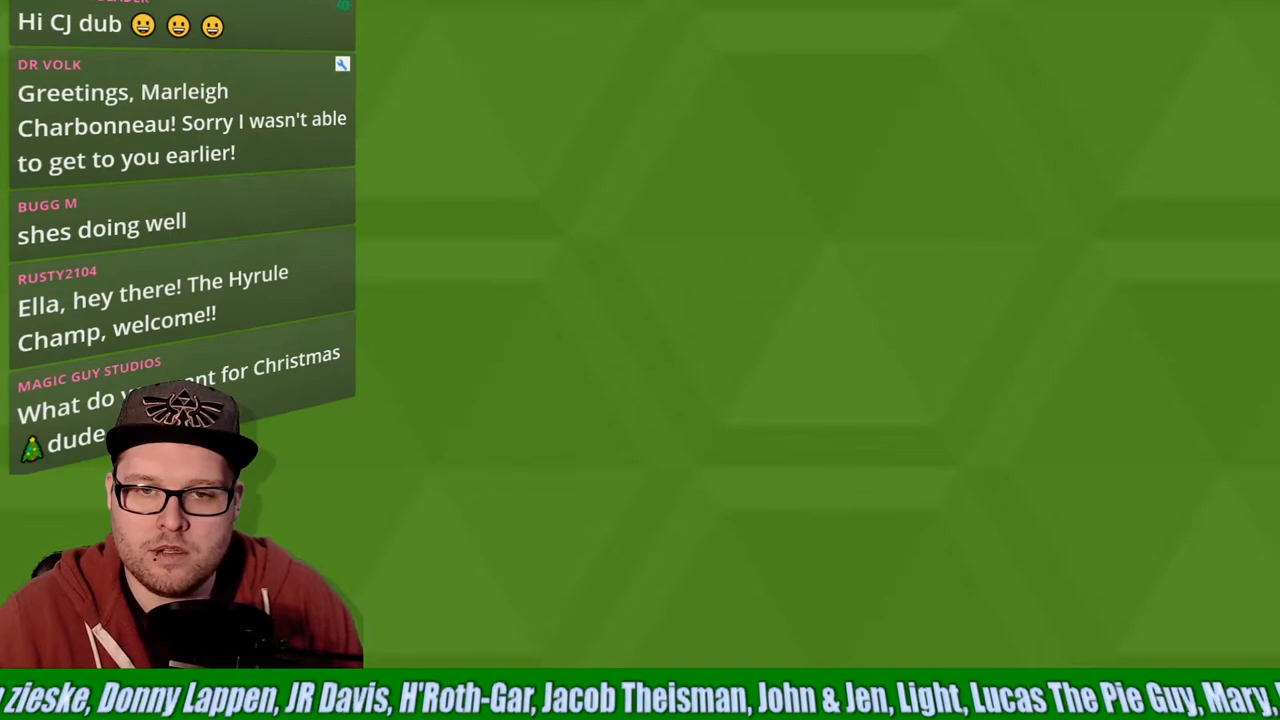 Hi CJ dub
DR VOLK
Greetings, Marleigh
Charbonneau! Sorry I wasn't able
to get to you earlier!
BUGG M
shes doing well
RUSTY2104
Ella, hey there! The Hyrule
Champ, welcome!!
MAGIC GUY STUDIOS
What do for Christmas
dude
zieske, Donny Lappen, JR Davis, H'Roth-Gar, Jacob Theisman, John & Jen, Light, Lucas The Pie Guy, Mary,